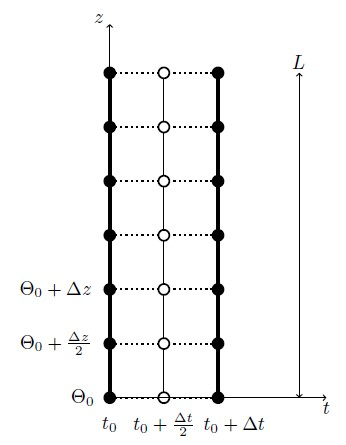 z
L
Θ₀ + Δz
Θ₀ + Δz/2
Θ₀
t
t₀ t₀ + Δt/2 t₀ + Δt